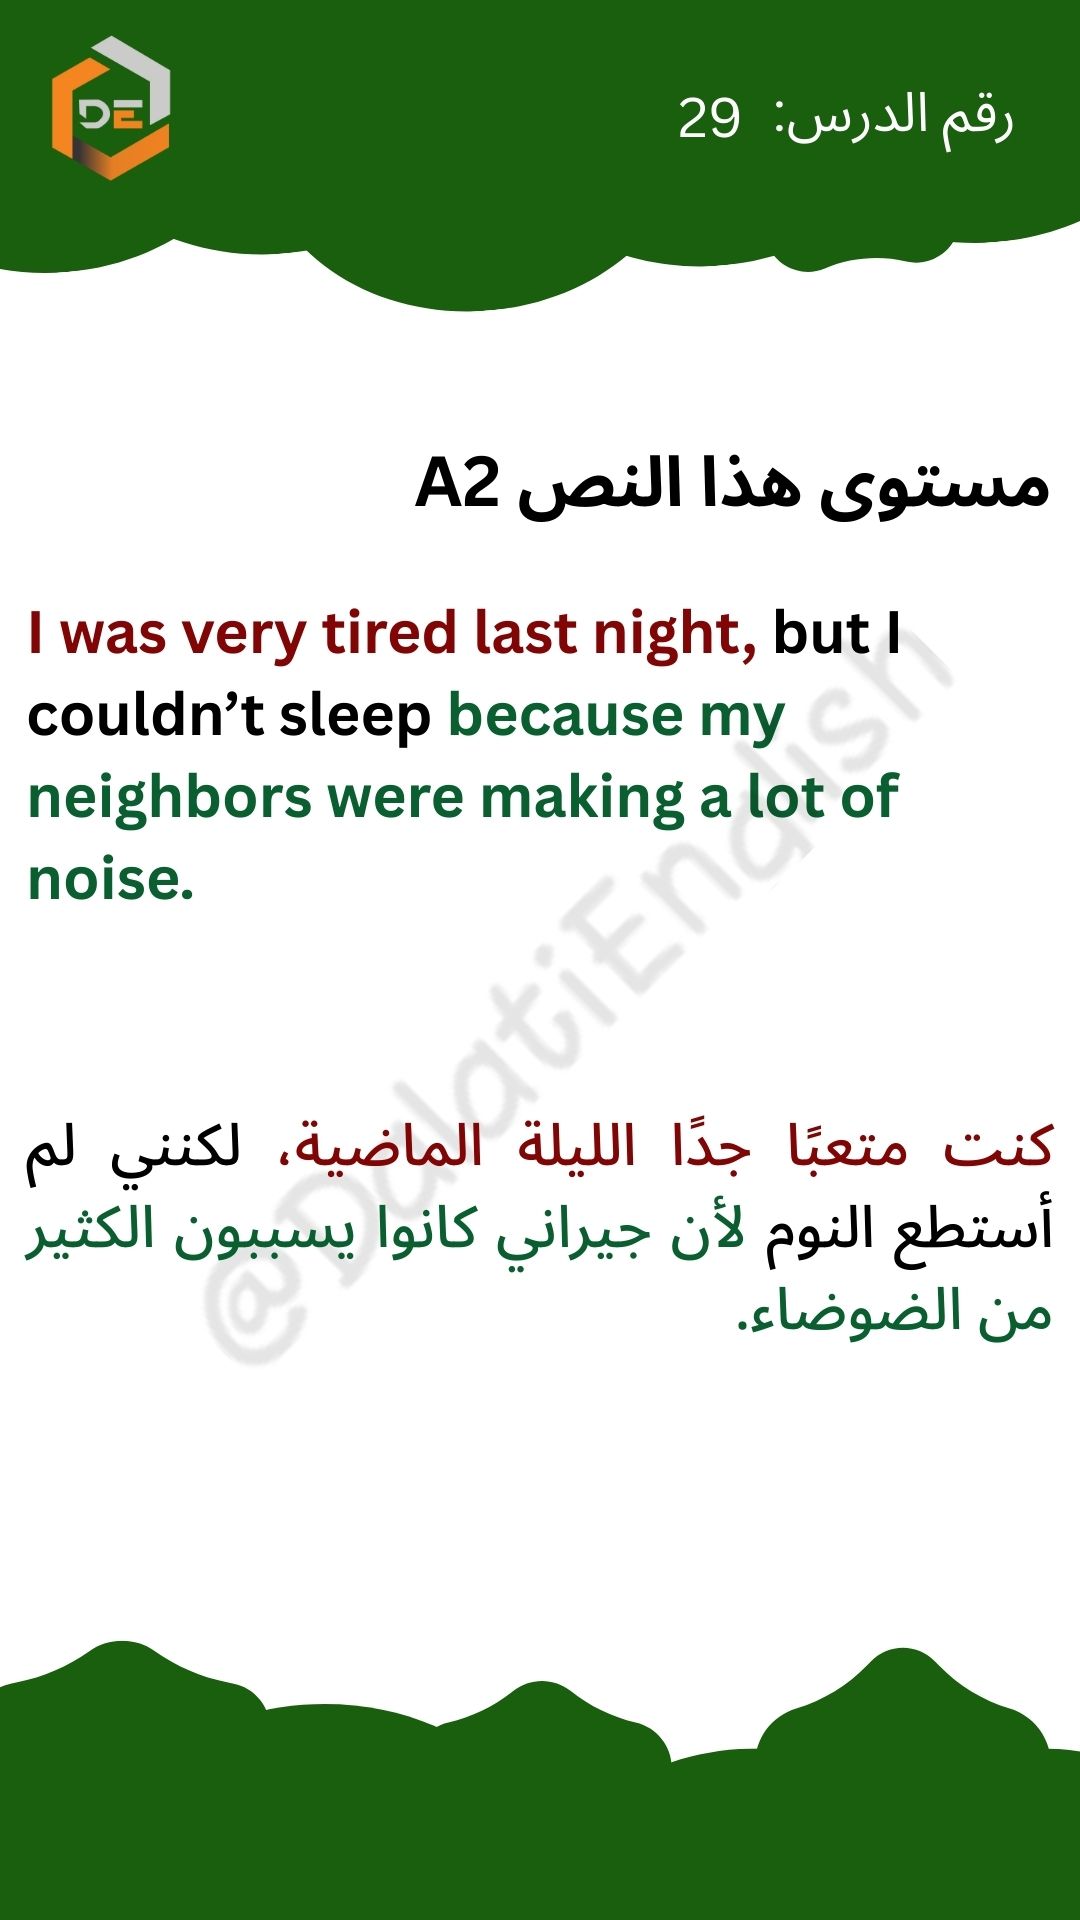 DE
رقم الدرس: 29
مستوى هذا النص A2
I was very tired last night, but I
couldn’t sleep because my
neighbors were making a lot of
noise.
كنت متعبًا جدًا الليلة الماضية، لكنني لم
أستطع النوم لأن جيراني كانوا يسببون الكثير
من الضوضاء.
@DalatiEnglish